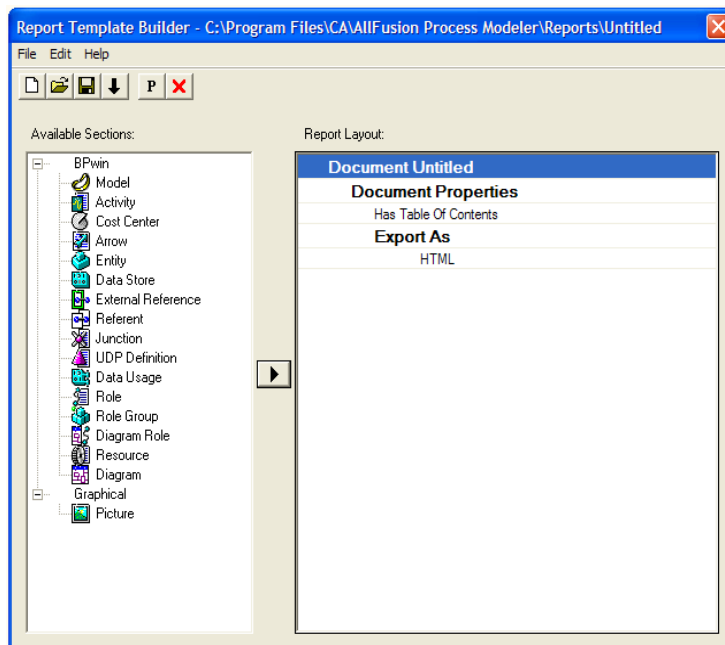 Report Template Builder - C:\Program Files\CA\AllFusion Process Modeler\Reports\Untitled
File Edit Help
P
Available Sections:
Report Layout:
BPwin
Model
Activity
Cost Center
Arrow
Entity
Data Store
External Reference
Referent
Junction
UDP Definition
Data Usage
Role
Role Group
Diagram Role
Resource
Diagram
Graphical
Picture
Document Untitled
Document Properties
Has Table Of Contents
Export As
HTML